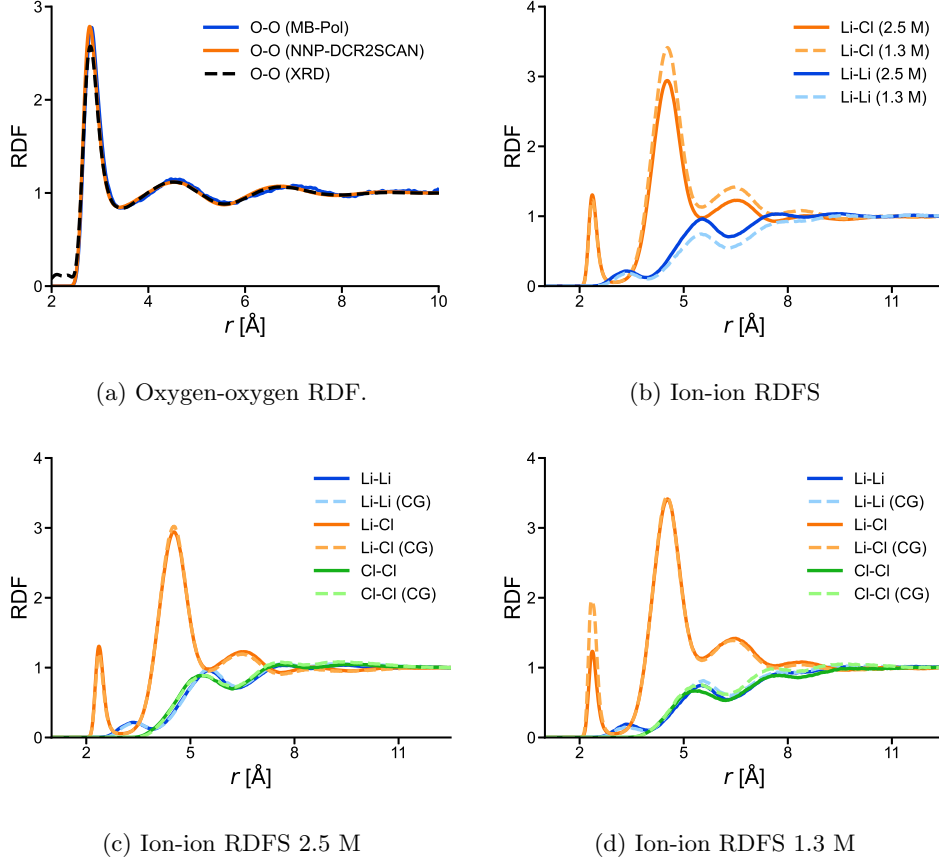 3
2
1
0
RDF
O-O (MB-Pol)
O-O (NNP-DCR2SCAN)
O-O (XRD)
2 4 6 8 10
r [Å]
(a) Oxygen-oxygen RDF.
4
3
2
1
0
RDF
Li-Cl (2.5 M)
Li-Cl (1.3 M)
Li-Li (2.5 M)
Li-Li (1.3 M)
2 5 8 11
r [Å]
(b) Ion-ion RDFS
4
3
2
1
0
RDF
Li-Li
Li-Li (CG)
Li-Cl
Li-Cl (CG)
Cl-Cl
Cl-Cl (CG)
2 5 8 11
r [Å]
(c) Ion-ion RDFS 2.5 M
4
3
2
1
0
RDF
Li-Li
Li-Li (CG)
Li-Cl
Li-Cl (CG)
Cl-Cl
Cl-Cl (CG)
2 5 8 11
r [Å]
(d) Ion-ion RDFS 1.3 M